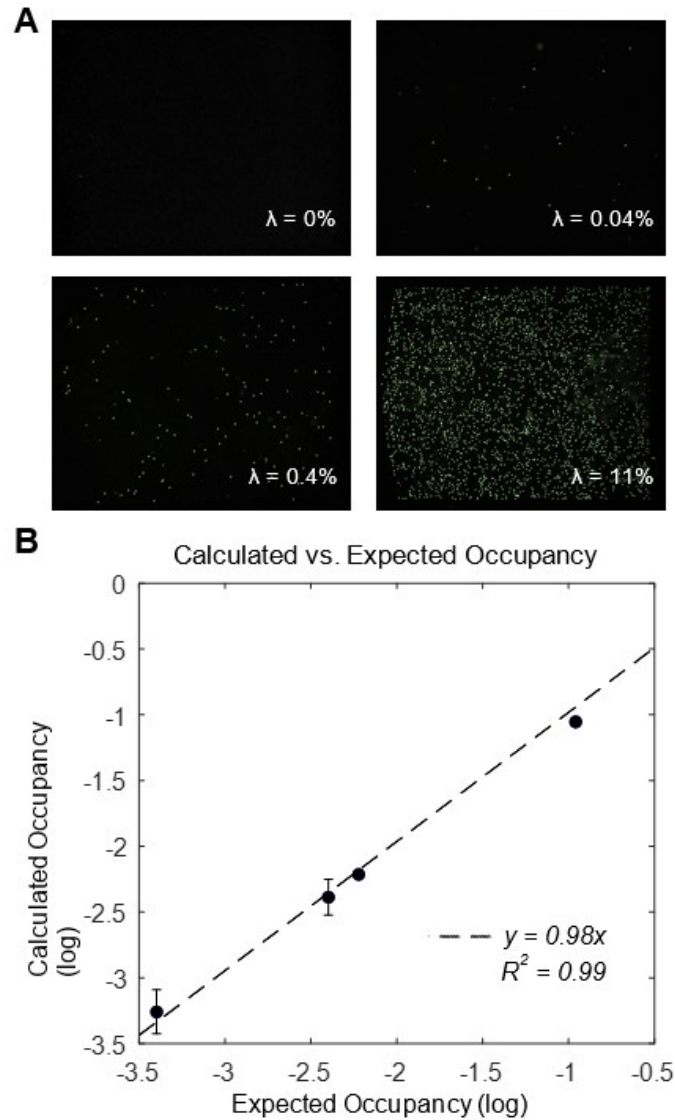 A
λ = 0%
λ = 0.04%
λ = 0.4%
λ = 11%
B
Calculated vs. Expected Occupancy
0
-0.5
-1
-1.5
-2
-2.5
-3
-3.5
Calculated Occupancy
(log)
y = 0.98x
R² = 0.99
-3.5 -3 -2.5 -2 -1.5 -1 -0.5
Expected Occupancy (log)